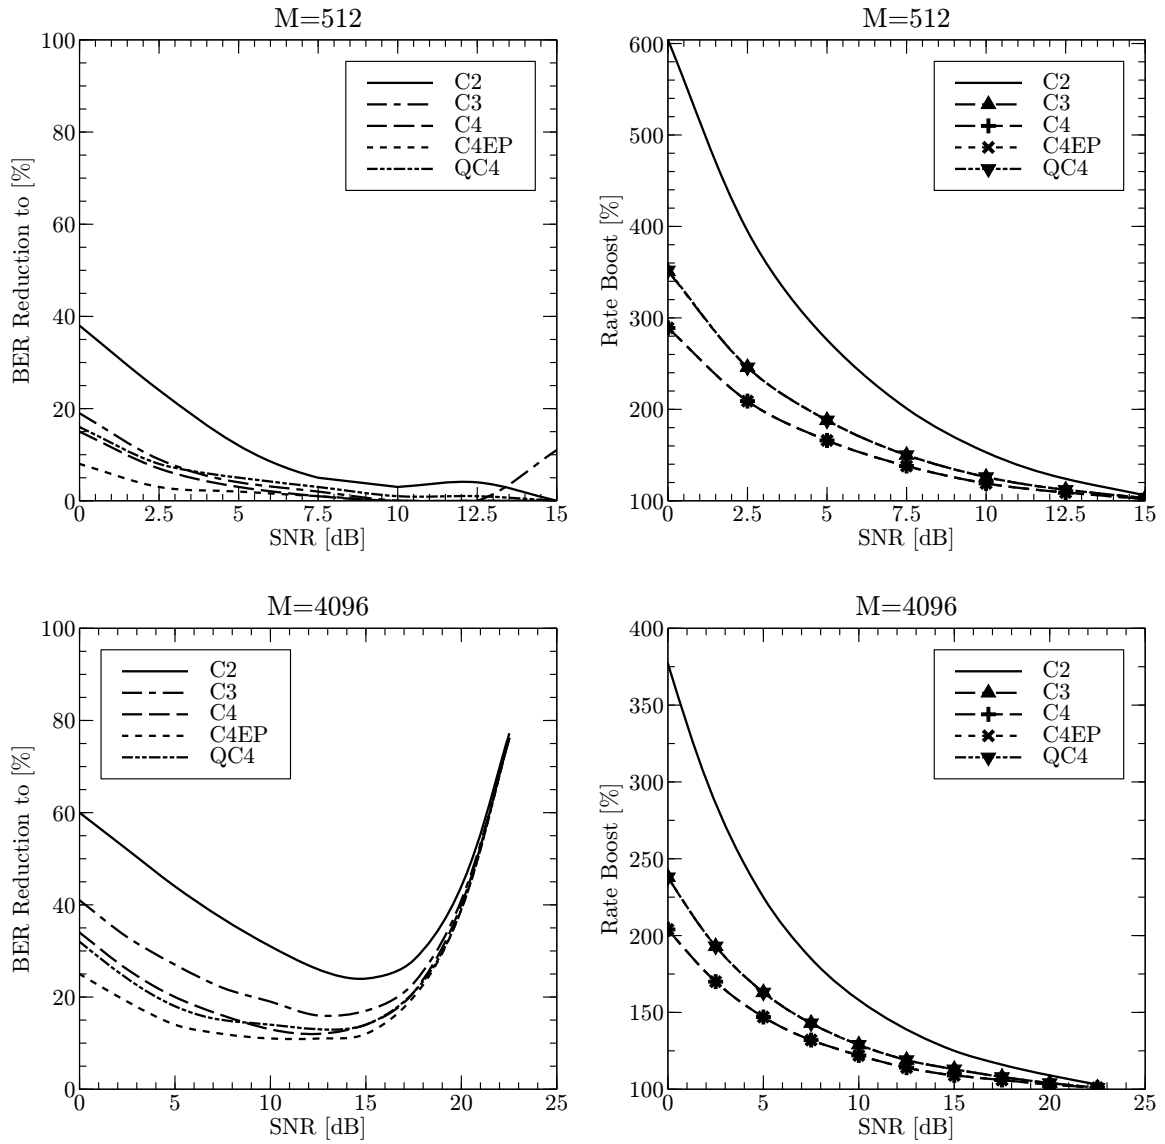 M=512
BER Reduction to [%]
100
80
60
40
20
0
C2
C3
C4
C4EP
QC4
0 2.5 5 7.5 10 12.5 15
SNR [dB]
M=512
Rate Boost [%]
600
500
400
300
200
100
C2
C3
C4
C4EP
QC4
0 2.5 5 7.5 10 12.5 15
SNR [dB]
M=4096
BER Reduction to [%]
100
80
60
40
20
0
C2
C3
C4
C4EP
QC4
0 5 10 15 20 25
SNR [dB]
M=4096
Rate Boost [%]
400
350
300
250
200
150
100
C2
C3
C4
C4EP
QC4
0 5 10 15 20 25
SNR [dB]